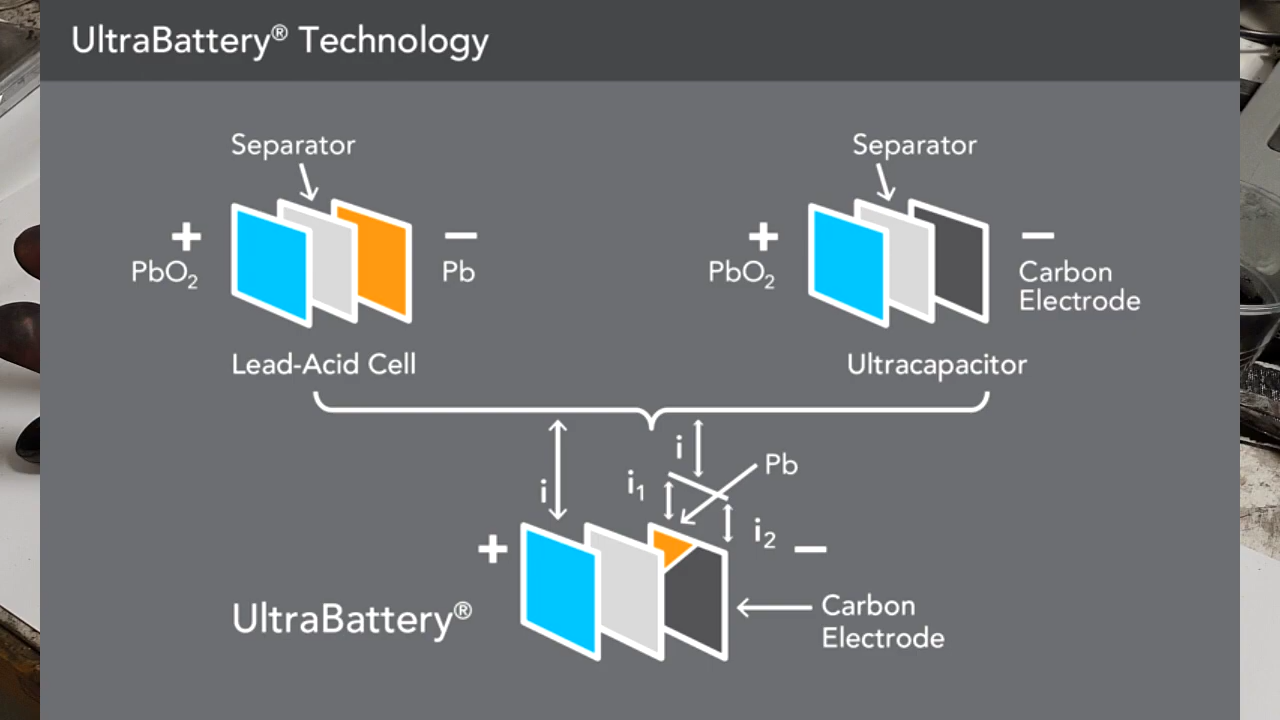 UltraBattery® Technology
Separator
+
PbO₂
−
Pb
Lead-Acid Cell
Separator
+
PbO₂
−
Carbon
Electrode
Ultracapacitor
i
i
i₁
Pb
i₂
+
−
UltraBattery®
Carbon
Electrode